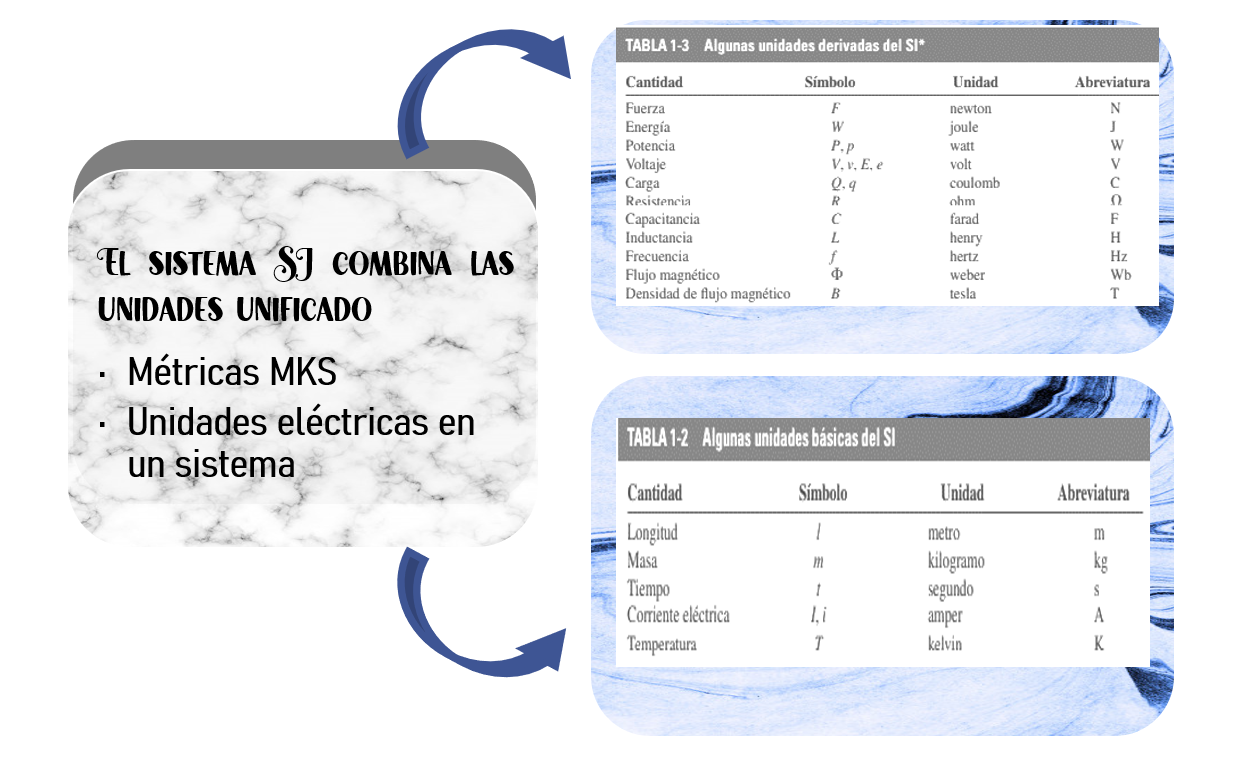 El sistema SI combina las
unidades unificado
· Métricas MKS
· Unidades eléctricas en
un sistema
TABLA 1-3 Algunas unidades derivadas del SI*
Cantidad Símbolo Unidad Abreviatura
Fuerza F newton N
Energía W joule J
Potencia P, p watt W
Voltaje V, v, E, e volt V
Carga Q, q coulomb C
Resistencia R ohm Ω
Capacitancia C farad F
Inductancia L henry H
Frecuencia f hertz Hz
Flujo magnético Φ weber Wb
Densidad de flujo magnético B tesla T
TABLA 1-2 Algunas unidades básicas del SI
Cantidad Símbolo Unidad Abreviatura
Longitud l metro m
Masa m kilogramo kg
Tiempo t segundo s
Corriente eléctrica I, i amper A
Temperatura T kelvin K